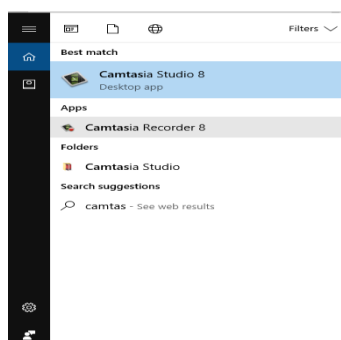 Filters
Best match
Camtasia Studio 8
Desktop app
Apps
Camtasia Recorder 8
Folders
Camtasia Studio
Search suggestions
camtas - See web results